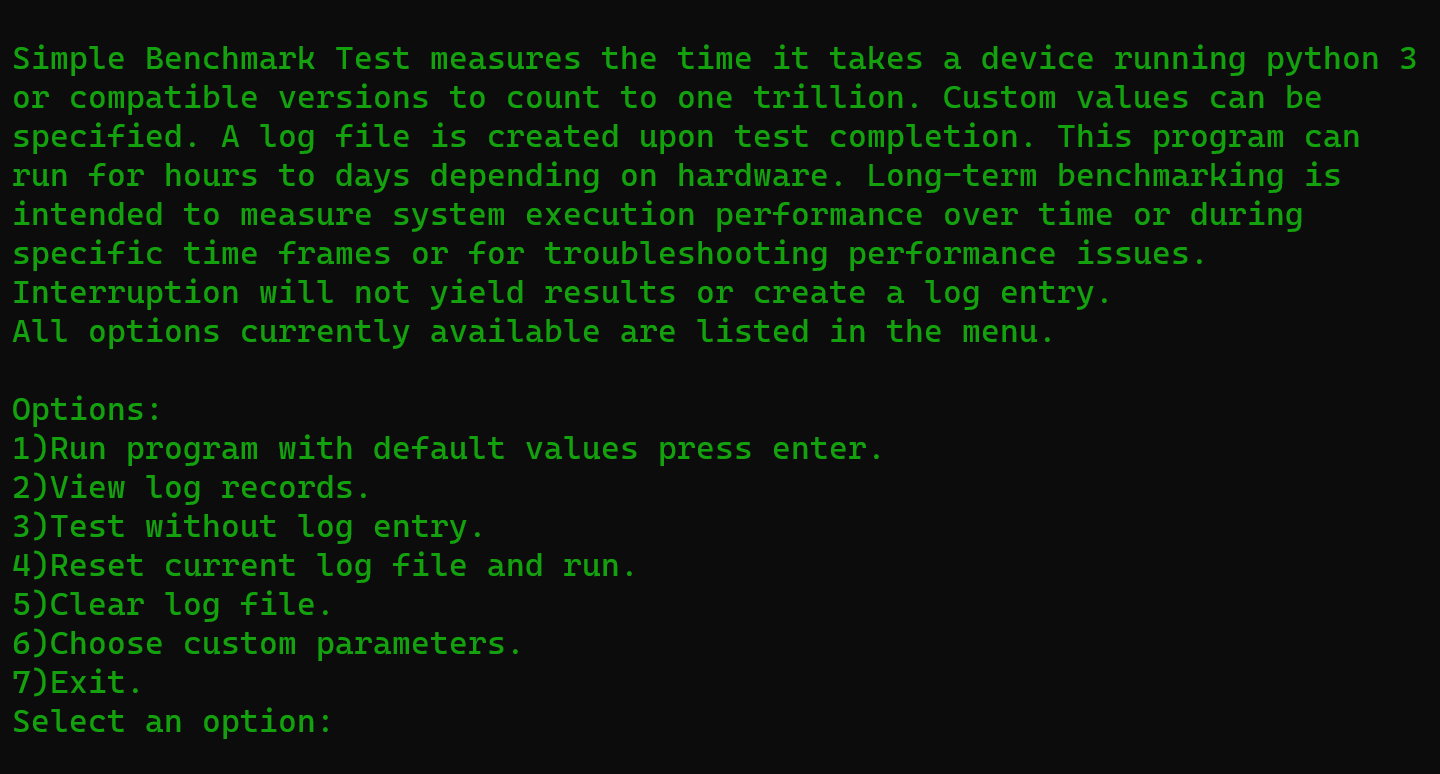 Simple Benchmark Test measures the time it takes a device running python 3
or compatible versions to count to one trillion. Custom values can be
specified. A log file is created upon test completion. This program can
run for hours to days depending on hardware. Long-term benchmarking is
intended to measure system execution performance over time or during
specific time frames or for troubleshooting performance issues.
Interruption will not yield results or create a log entry.
All options currently available are listed in the menu.
Options:
1)Run program with default values press enter.
2)View log records.
3)Test without log entry.
4)Reset current log file and run.
5)Clear log file.
6)Choose custom parameters.
7)Exit.
Select an option: